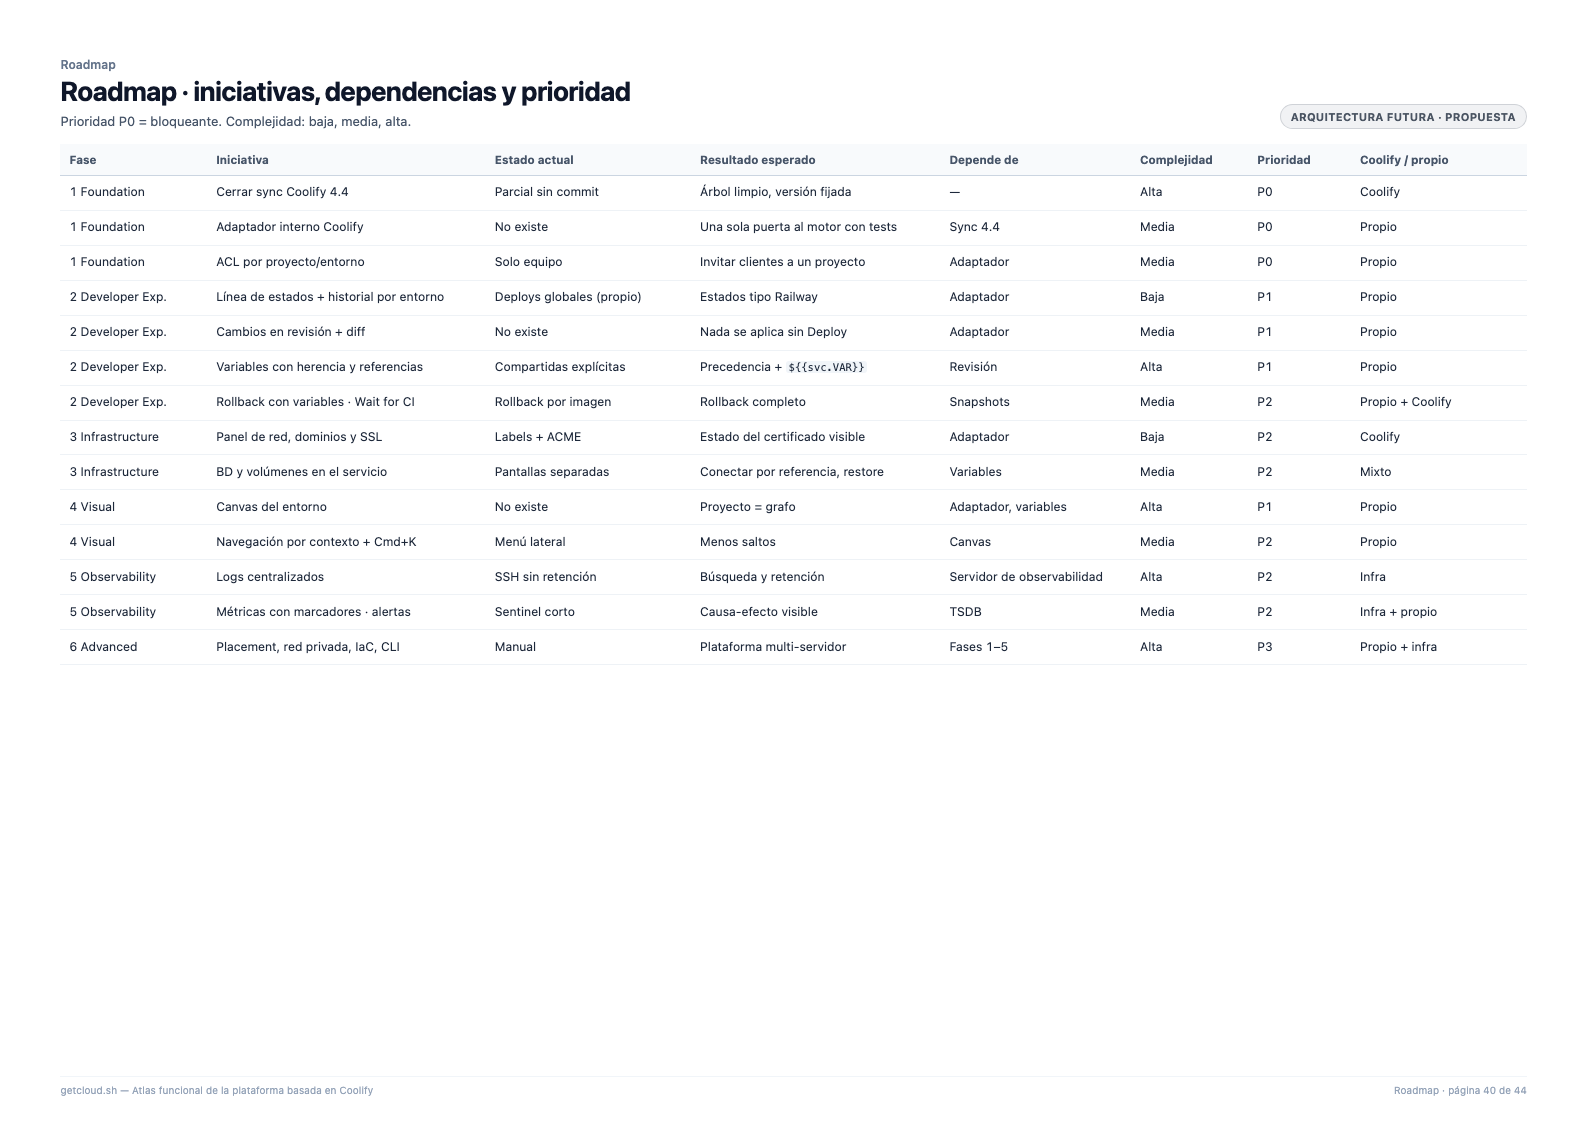 Roadmap
Roadmap · iniciativas, dependencias y prioridad
Prioridad P0 = bloqueante. Complejidad: baja, media, alta.
ARQUITECTURA FUTURA · PROPUESTA
Fase Iniciativa Estado actual Resultado esperado Depende de Complejidad Prioridad Coolify / propio
1 Foundation Cerrar sync Coolify 4.4 Parcial sin commit Árbol limpio, versión fijada — Alta P0 Coolify
1 Foundation Adaptador interno Coolify No existe Una sola puerta al motor con tests Sync 4.4 Media P0 Propio
1 Foundation ACL por proyecto/entorno Solo equipo Invitar clientes a un proyecto Adaptador Media P0 Propio
2 Developer Exp. Línea de estados + historial por entorno Deploys globales (propio) Estados tipo Railway Adaptador Baja P1 Propio
2 Developer Exp. Cambios en revisión + diff No existe Nada se aplica sin Deploy Adaptador Media P1 Propio
2 Developer Exp. Variables con herencia y referencias Compartidas explícitas Precedencia + ${{svc.VAR}} Revisión Alta P1 Propio
2 Developer Exp. Rollback con variables · Wait for CI Rollback por imagen Rollback completo Snapshots Media P2 Propio + Coolify
3 Infrastructure Panel de red, dominios y SSL Labels + ACME Estado del certificado visible Adaptador Baja P2 Coolify
3 Infrastructure BD y volúmenes en el servicio Pantallas separadas Conectar por referencia, restore Variables Media P2 Mixto
4 Visual Canvas del entorno No existe Proyecto = grafo Adaptador, variables Alta P1 Propio
4 Visual Navegación por contexto + Cmd+K Menú lateral Menos saltos Canvas Media P2 Propio
5 Observability Logs centralizados SSH sin retención Búsqueda y retención Servidor de observabilidad Alta P2 Infra
5 Observability Métricas con marcadores · alertas Sentinel corto Causa-efecto visible TSDB Media P2 Infra + propio
6 Advanced Placement, red privada, IaC, CLI Manual Plataforma multi-servidor Fases 1–5 Alta P3 Propio + infra
getcloud.sh — Atlas funcional de la plataforma basada en Coolify
Roadmap · página 40 de 44